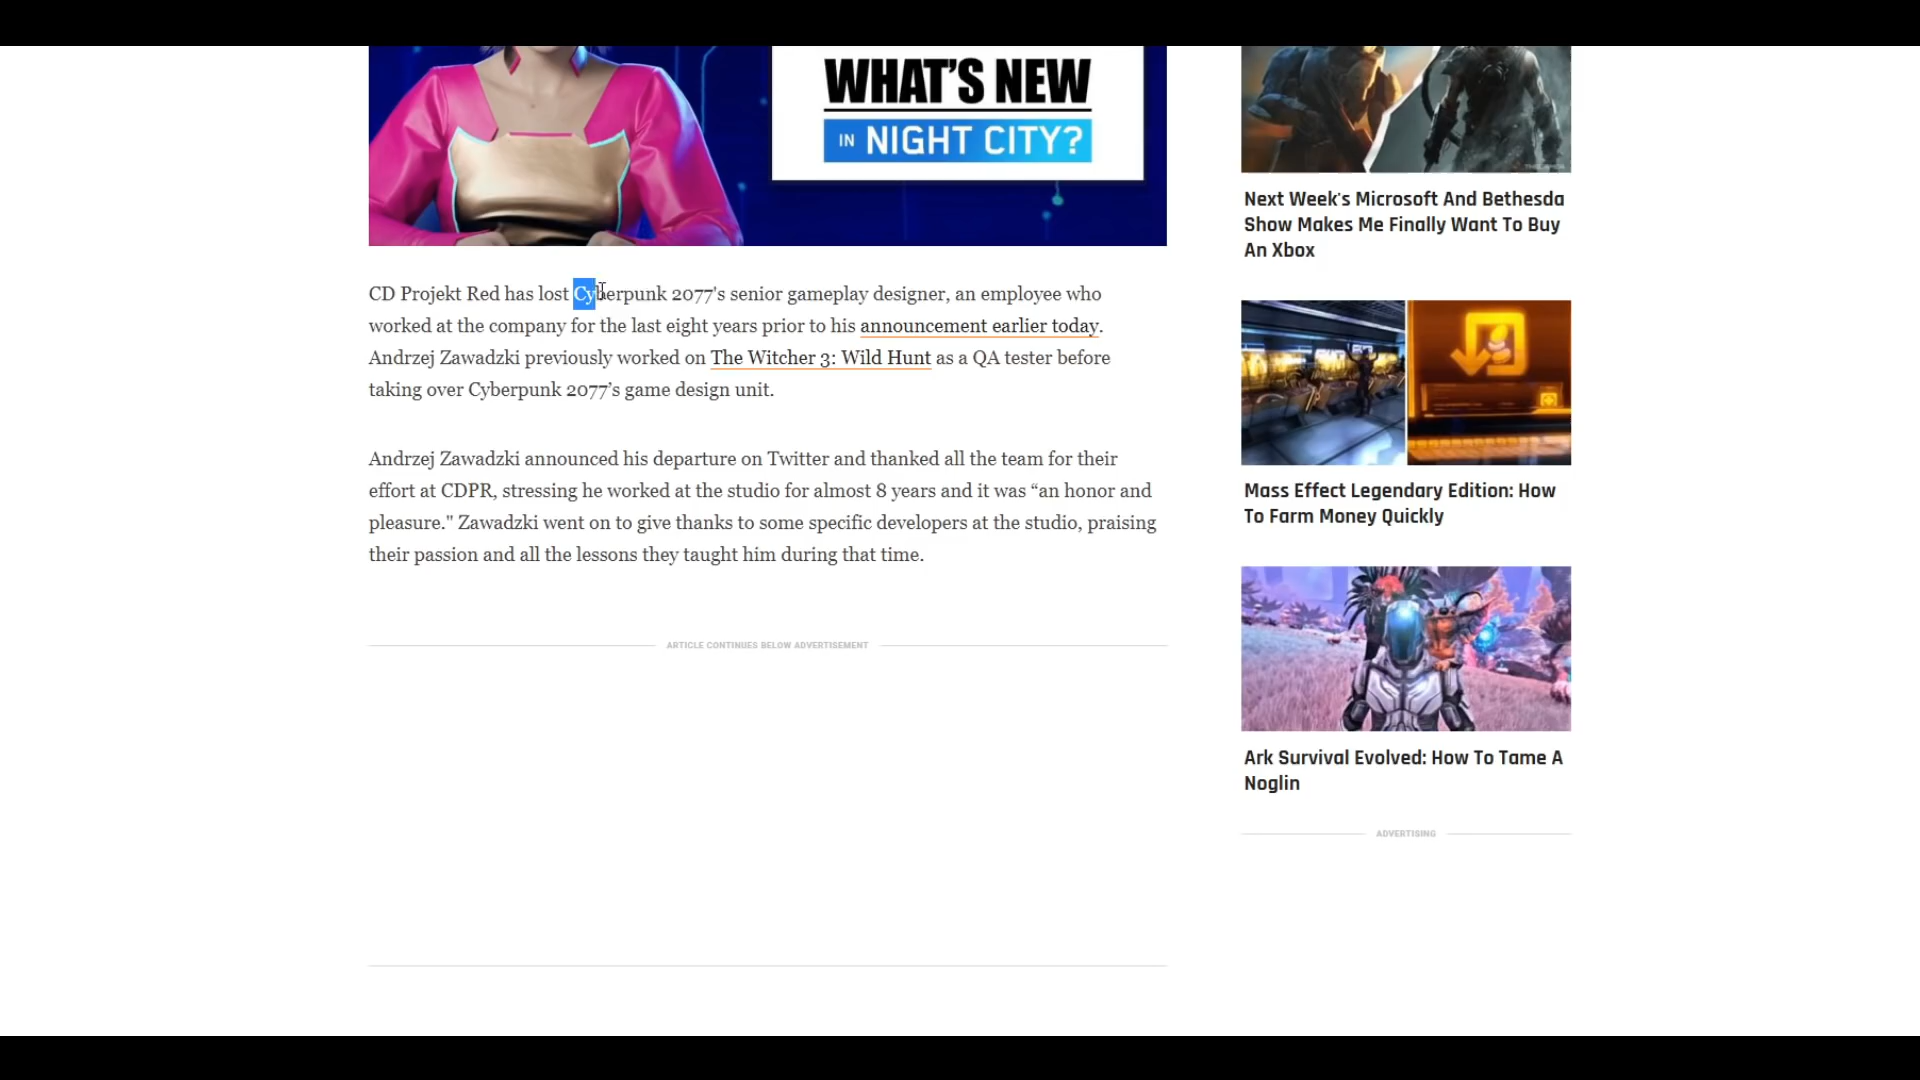 WHAT'S NEW
IN NIGHT CITY?
CD Projekt Red has lost Cyberpunk 2077's senior gameplay designer, an employee who
worked at the company for the last eight years prior to his announcement earlier today.
Andrzej Zawadzki previously worked on The Witcher 3: Wild Hunt as a QA tester before
taking over Cyberpunk 2077’s game design unit.
Andrzej Zawadzki announced his departure on Twitter and thanked all the team for their
effort at CDPR, stressing he worked at the studio for almost 8 years and it was “an honor and
pleasure." Zawadzki went on to give thanks to some specific developers at the studio, praising
their passion and all the lessons they taught him during that time.
ARTICLE CONTINUES BELOW ADVERTISEMENT
Next Week's Microsoft And Bethesda
Show Makes Me Finally Want To Buy
An Xbox
Mass Effect Legendary Edition: How
To Farm Money Quickly
Ark Survival Evolved: How To Tame A
Noglin
ADVERTISING